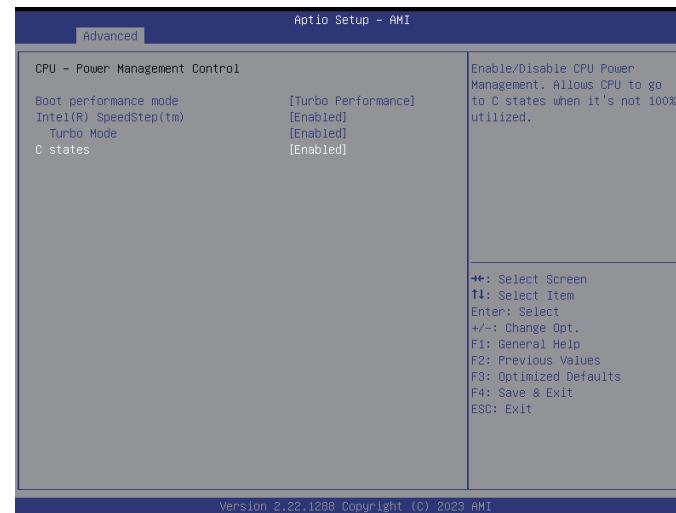 Aptio Setup – AMI
Advanced
CPU – Power Management Control
Boot performance mode [Turbo Performance]
Intel(R) SpeedStep(tm) [Enabled]
Turbo Mode [Enabled]
C states [Enabled]
Enable/Disable CPU Power
Management. Allows CPU to go
to C states when it's not 100%
utilized.
→←: Select Screen
↑↓: Select Item
Enter: Select
+/-: Change Opt.
F1: General Help
F2: Previous Values
F3: Optimized Defaults
F4: Save & Exit
ESC: Exit
Version 2.22.1288 Copyright (C) 2023 AMI